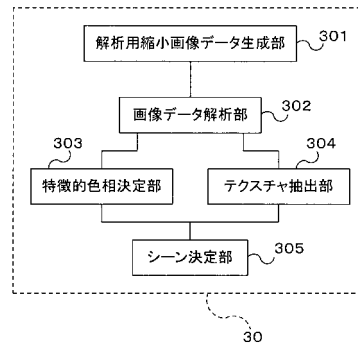 解析用縮小画像データ生成部
301
画像データ解析部
302
303
304
特徴的色相決定部
テクスチャ抽出部
シーン決定部
305
30